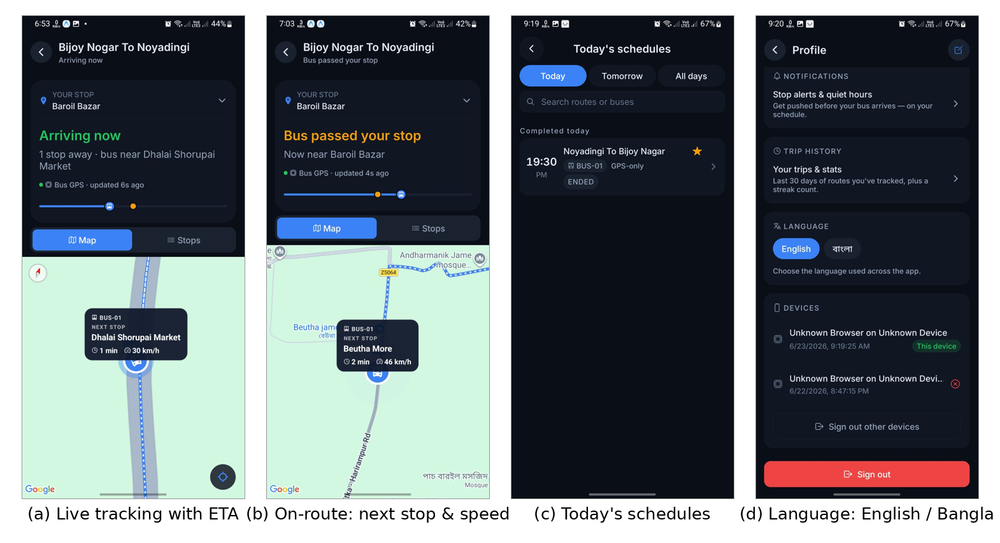 6:53 0 KB/s 44%
Bijoy Nogar To Noyadingi
Arriving now
YOUR STOP
Baroil Bazar
Arriving now
1 stop away · bus near Dhalai Shorupai
Market
Bus GPS · updated 6s ago
Map Stops
BUS-01
NEXT STOP
Dhalai Shorupai Market
1 min 30 km/h
Google
(a) Live tracking with ETA
7:03 3 KB/s 42%
Bijoy Nogar To Noyadingi
Bus passed your stop
YOUR STOP
Baroil Bazar
Bus passed your stop
Now near Baroil Bazar
Bus GPS · updated 4s ago
Map Stops
Andharmanik Jame
mosque...
Z5064
Beutha jame
বেউথা
BUS-01
NEXT STOP
Beutha More
2 min 46 km/h
tka - Harirampur Rd
পাচ বারইল মসজিদ
Mosque
Google
(b) On-route: next stop & speed
9:19 0 KB/s 67%
Today's schedules
Today Tomorrow All days
Search routes or buses
Completed today
19:30
PM
Noyadingi To Bijoy Nagar
BUS-01 GPS-only
ENDED
(c) Today's schedules
9:20 0 KB/s 67%
Profile
NOTIFICATIONS
Stop alerts & quiet hours
Get pushed before your bus arrives — on your
schedule.
TRIP HISTORY
Your trips & stats
Last 30 days of routes you've tracked, plus a
streak count.
LANGUAGE
English বাংলা
Choose the language used across the app.
DEVICES
Unknown Browser on Unknown Device
6/23/2026, 9:19:25 AM This device
Unknown Browser on Unknown Devi..
6/22/2026, 8:47:15 PM
Sign out other devices
Sign out
(d) Language: English / Bangla